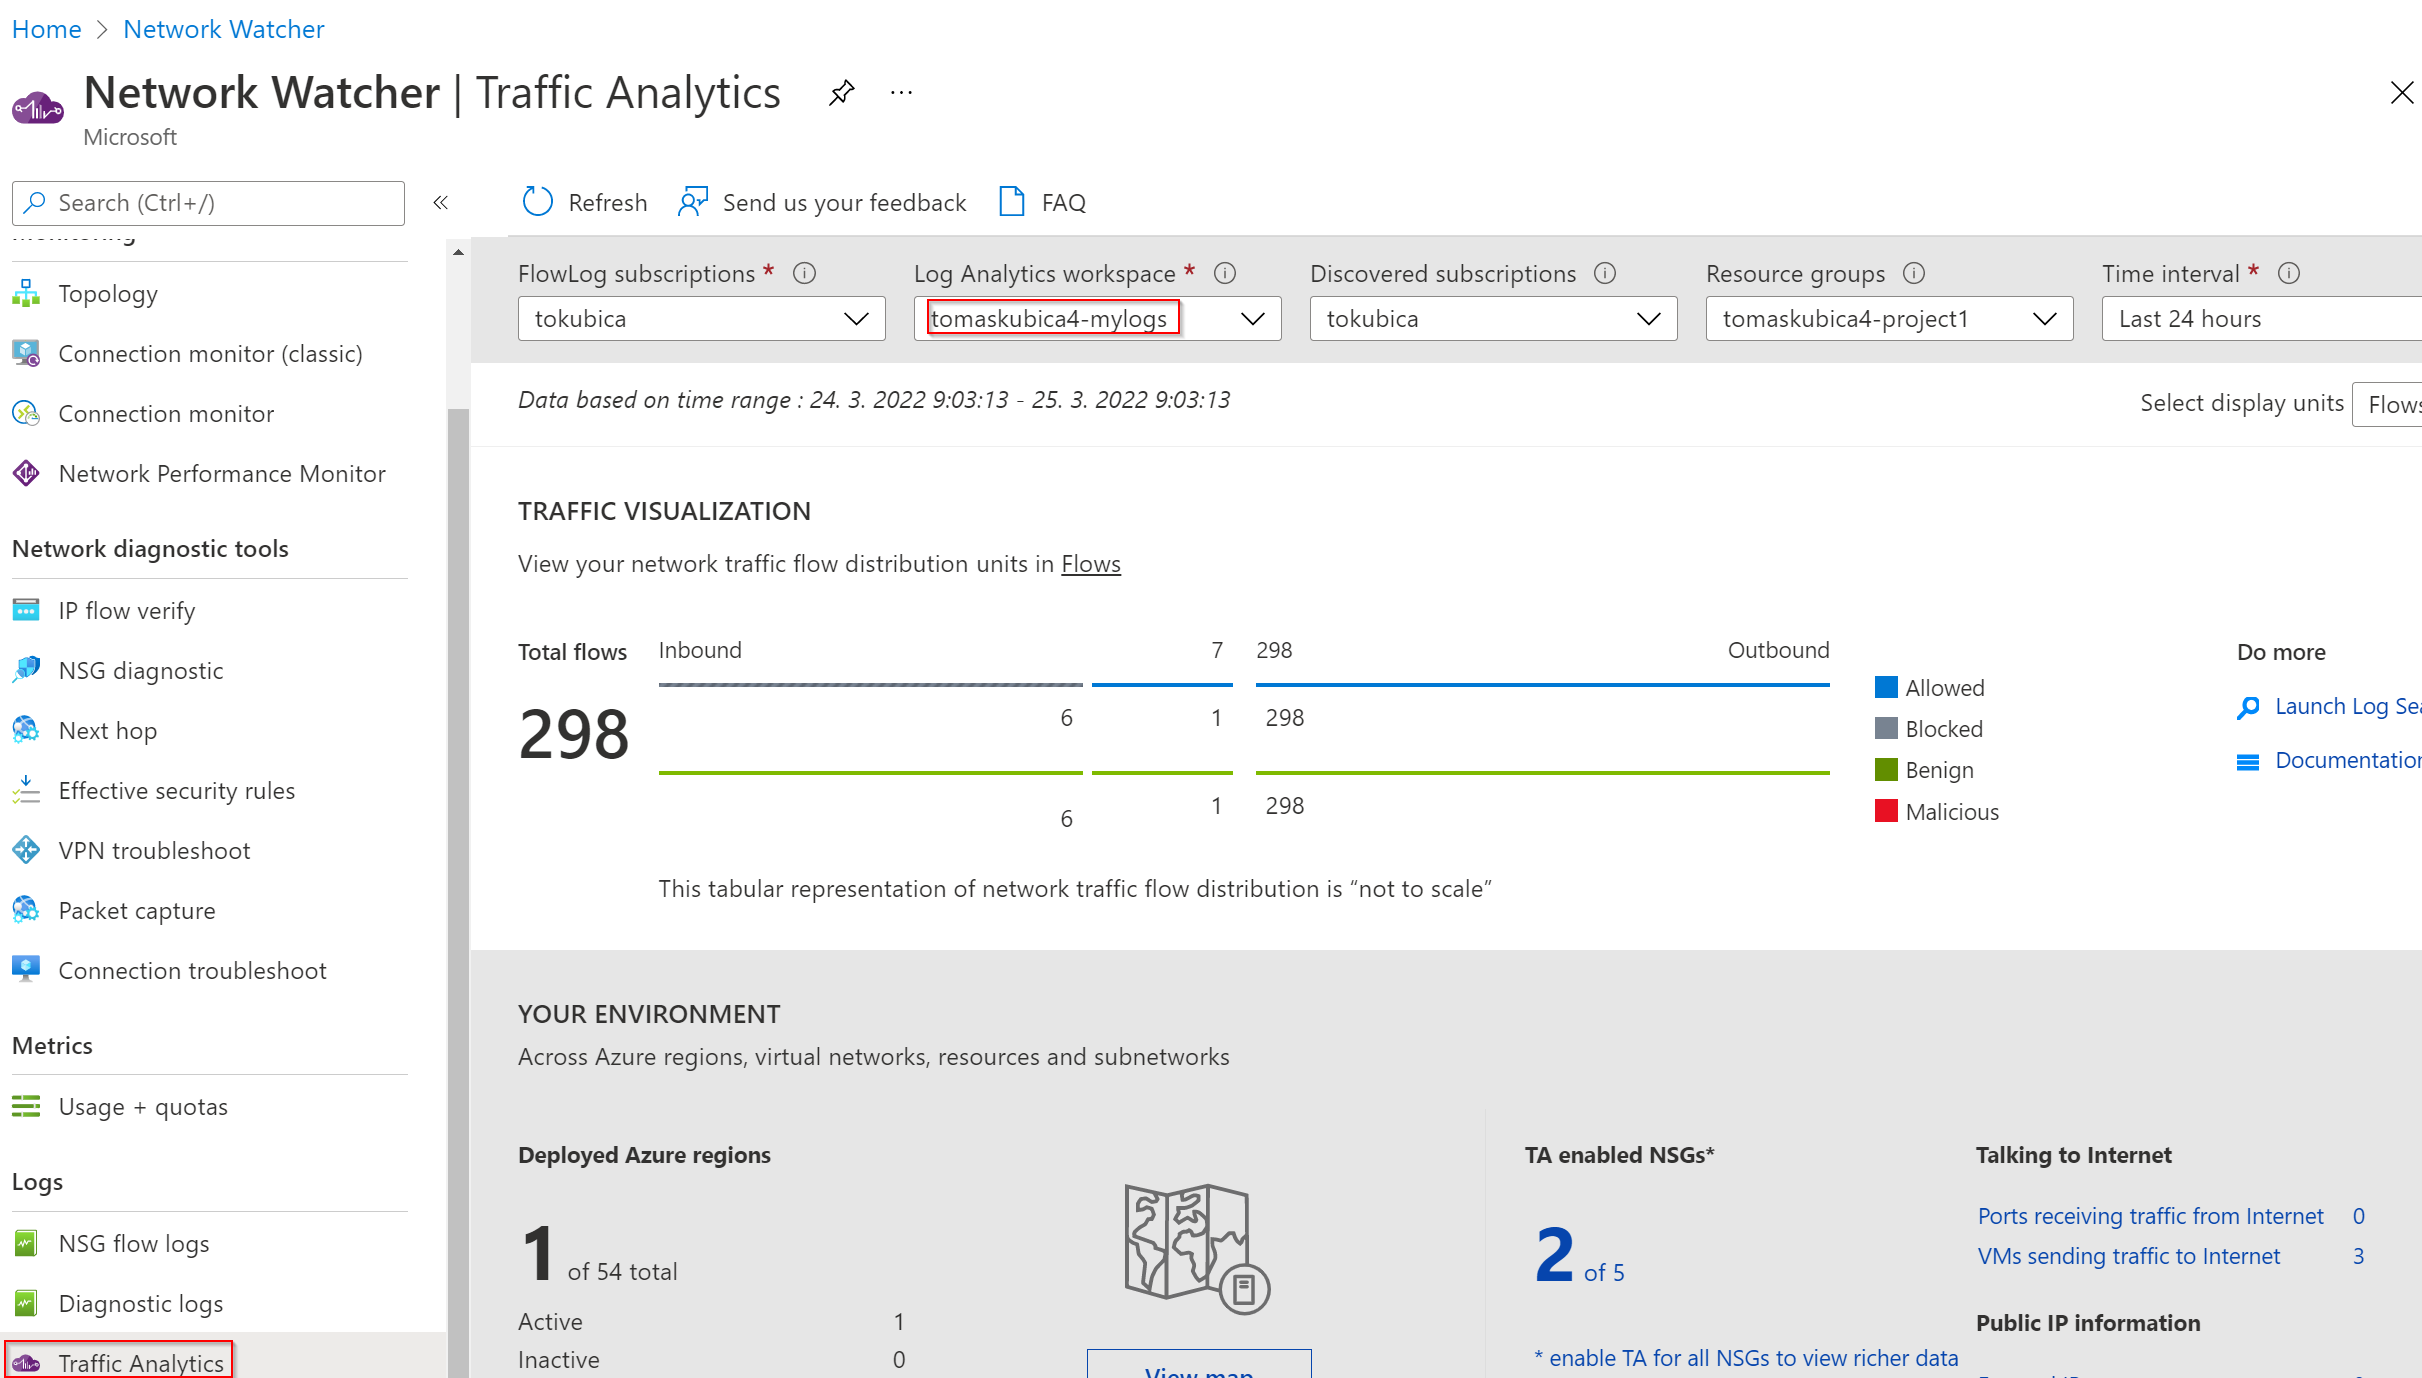 Home > Network Watcher
Network Watcher | Traffic Analytics ...
Microsoft
Search (Ctrl+/)
«
Refresh
Send us your feedback
FAQ
Monitoring
Topology
Connection monitor (classic)
Connection monitor
Network Performance Monitor
Network diagnostic tools
IP flow verify
NSG diagnostic
Next hop
Effective security rules
VPN troubleshoot
Packet capture
Connection troubleshoot
Metrics
Usage + quotas
Logs
NSG flow logs
Diagnostic logs
Traffic Analytics
FlowLog subscriptions *
tokubica
Log Analytics workspace *
tomaskubica4-mylogs
Discovered subscriptions
tokubica
Resource groups
tomaskubica4-project1
Time interval *
Last 24 hours
Data based on time range : 24. 3. 2022 9:03:13 - 25. 3. 2022 9:03:13
Select display units
Flows
TRAFFIC VISUALIZATION
View your network traffic flow distribution units in Flows
Total flows
298
Inbound 7 298 Outbound
6 1 298
6 1 298
Allowed
Blocked
Benign
Malicious
Do more
Launch Log Sea
Documentation
This tabular representation of network traffic flow distribution is “not to scale”
YOUR ENVIRONMENT
Across Azure regions, virtual networks, resources and subnetworks
Deployed Azure regions
1 of 54 total
Active 1
Inactive 0
View map
TA enabled NSGs*
2 of 5
* enable TA for all NSGs to view richer data
Talking to Internet
Ports receiving traffic from Internet 0
VMs sending traffic to Internet 3
Public IP information